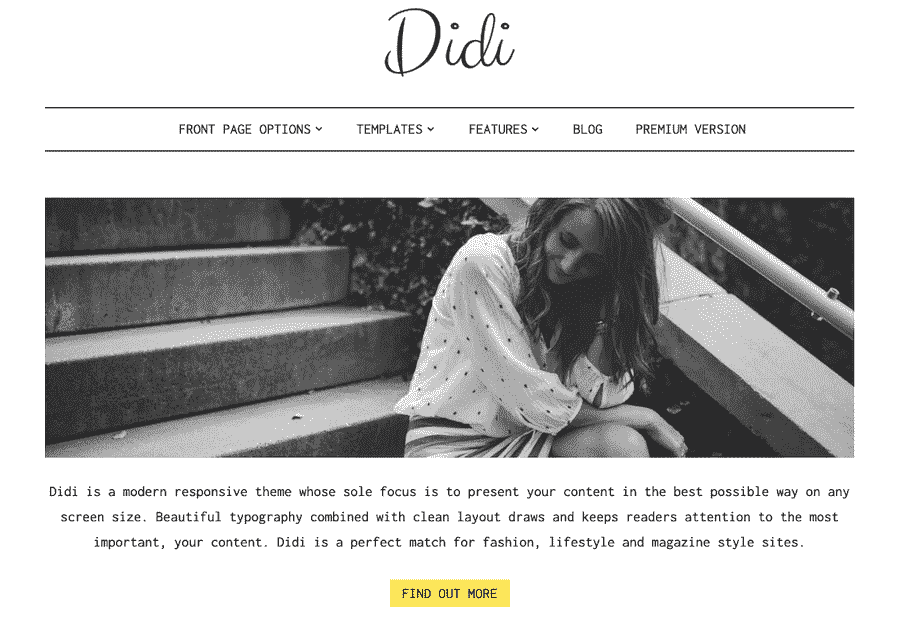 Didi
FRONT PAGE OPTIONS TEMPLATES FEATURES BLOG PREMIUM VERSION
Didi is a modern responsive theme whose sole focus is to present your content in the best possible way on any
screen size. Beautiful typography combined with clean layout draws and keeps readers attention to the most
important, your content. Didi is a perfect match for fashion, lifestyle and magazine style sites.
FIND OUT MORE